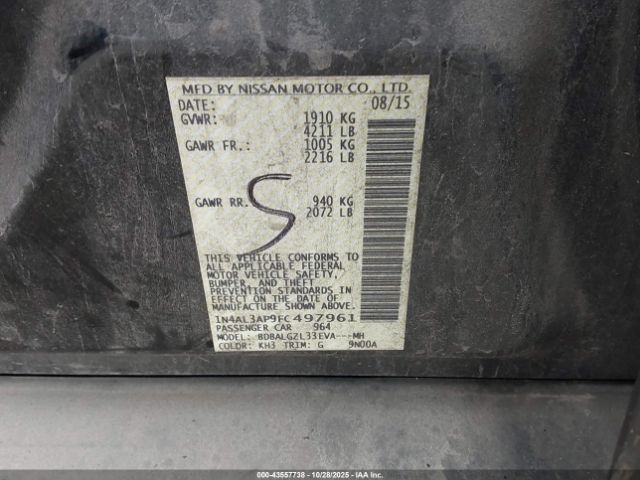 MFD BY NISSAN MOTOR CO., LTD.
DATE: 08/15
GVWR: 1910 KG
4211 LB
GAWR FR.: 1005 KG
2216 LB
GAWR RR. 940 KG
2072 LB
S
THIS VEHICLE CONFORMS TO
ALL APPLICABLE FEDERAL
MOTOR VEHICLE SAFETY,
BUMPER, AND THEFT
PREVENTION STANDARDS IN
EFFECT ON THE DATE OF
MANUFACTURE SHOWN ABOVE.
1N4AL3AP9FC497961
PASSENGER CAR 964
MODEL: BDBALGZL33EVA---MH
COLOR: KH3 TRIM: G 9N00A
000-43557738 | 10/28/2025 | IAA Inc.